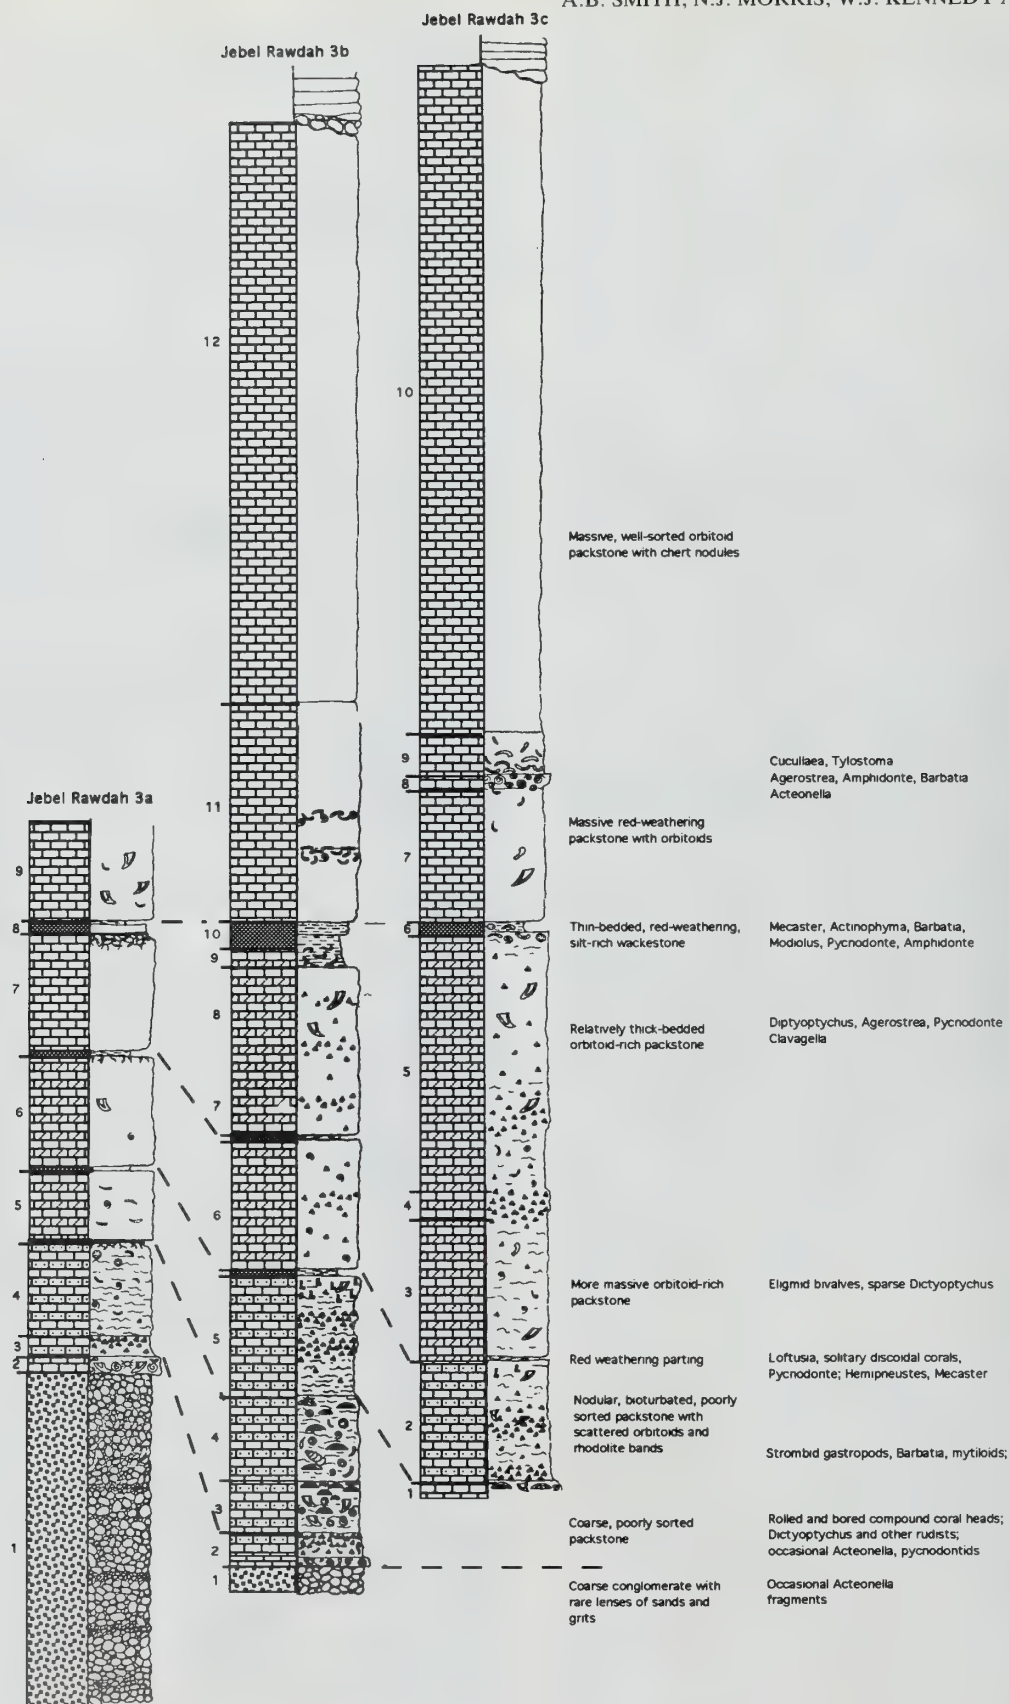 A.B. SMITH, N.J. MORRIS, W.J. KENNEDY
Jebel Rawdah 3c
Jebel Rawdah 3b
12
10
Massive, well-sorted orbitoid
packstone with chert nodules
9
8
7
6
5
4
3
2
1
Cucullaea, Tylostoma
Agerostrea, Amphidonte, Barbatia
Acteonella
Jebel Rawdah 3a
9
8
7
6
5
4
3
2
1
11
10
9
8
7
6
5
4
3
2
1
Massive red-weathering
packstone with orbitoids
Thin-bedded, red-weathering,
silt-rich wackestone
Mecaster, Actinophyma, Barbatia,
Modiolus, Pycnodonte, Amphidonte
Relatively thick-bedded
orbitoid-rich packstone
Diptyoptychus, Agerostrea, Pycnodonte
Clavagella
More massive orbitoid-rich
packstone
Eligmid bivalves, sparse Dictyoptychus
Red weathering parting
Loftusia, solitary discoidal corals,
Pycnodonte; Hemipneustes, Mecaster
Nodular, bioturbated, poorly
sorted packstone with
scattered orbitoids and
rhodolite bands
Strombid gastropods, Barbatia, mytiloids;
Coarse, poorly sorted
packstone
Rolled and bored compound coral heads;
Dictyoptychus and other rudists;
occasional Acteonella, pycnodontids
Coarse conglomerate with
rare lenses of sands and
grits
Occasional Acteonella
fragments